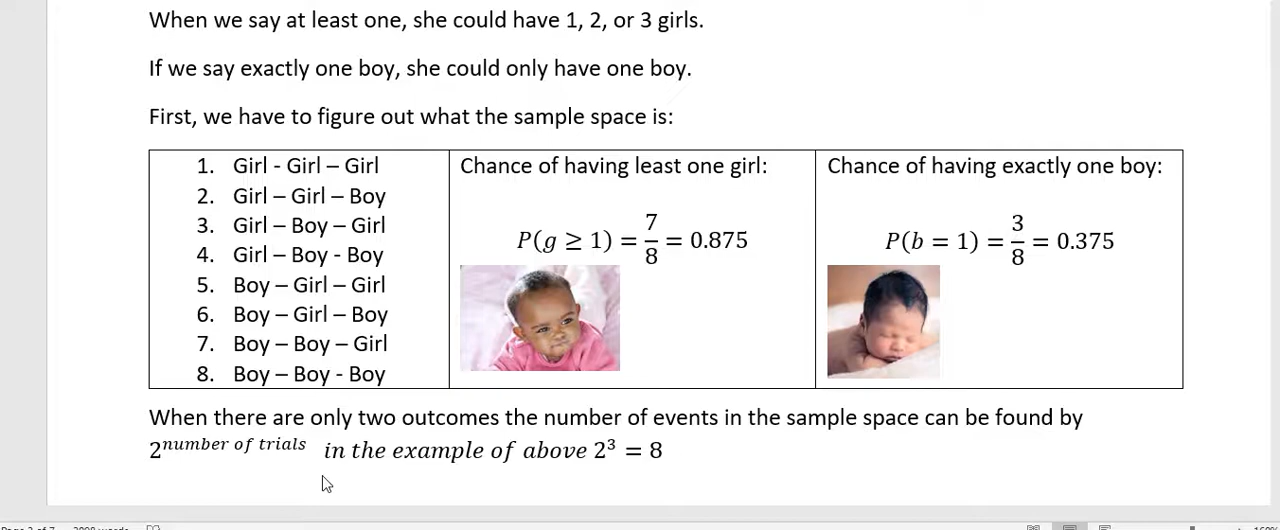 When we say at least one, she could have 1, 2, or 3 girls.
If we say exactly one boy, she could only have one boy.
First, we have to figure out what the sample space is:
1. Girl - Girl – Girl
2. Girl – Girl – Boy
3. Girl – Boy – Girl
4. Girl – Boy - Boy
5. Boy – Girl – Girl
6. Boy – Girl – Boy
7. Boy – Boy – Girl
8. Boy – Boy - Boy
Chance of having least one girl:
P(g ≥ 1) = 7/8 = 0.875
Chance of having exactly one boy:
P(b = 1) = 3/8 = 0.375
When there are only two outcomes the number of events in the sample space can be found by
2^number of trials in the example of above 2³ = 8